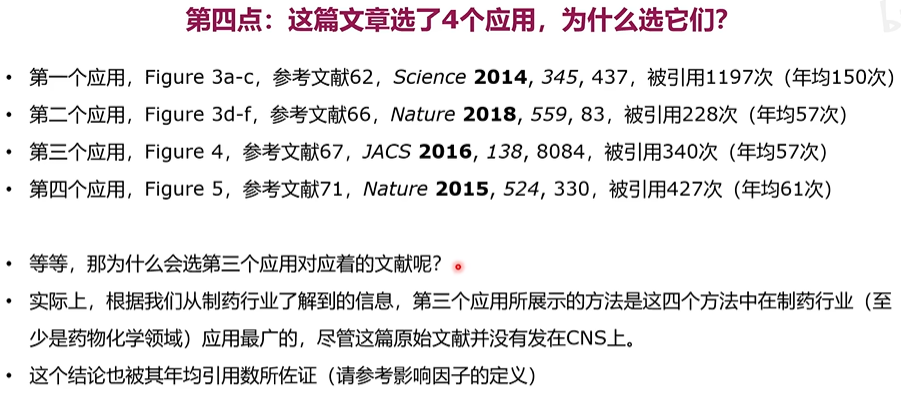 第四点：这篇文章选了4个应用，为什么选它们？
• 第一个应用，Figure 3a-c，参考文献62，Science 2014, 345, 437，被引用1197次（年均150次）
• 第二个应用，Figure 3d-f，参考文献66，Nature 2018, 559, 83，被引用228次（年均57次）
• 第三个应用，Figure 4，参考文献67，JACS 2016, 138, 8084，被引用340次（年均57次）
• 第四个应用，Figure 5，参考文献71，Nature 2015, 524, 330，被引用427次（年均61次）
• 等等，那为什么会选第三个应用对应着的文献呢？
• 实际上，根据我们从制药行业了解到的信息，第三个应用所展示的方法是这四个方法中在制药行业（至
少是药物化学领域）应用最广的，尽管这篇原始文献并没有发在CNS上。
• 这个结论也被其年均引用数所佐证（请参考影响因子的定义）